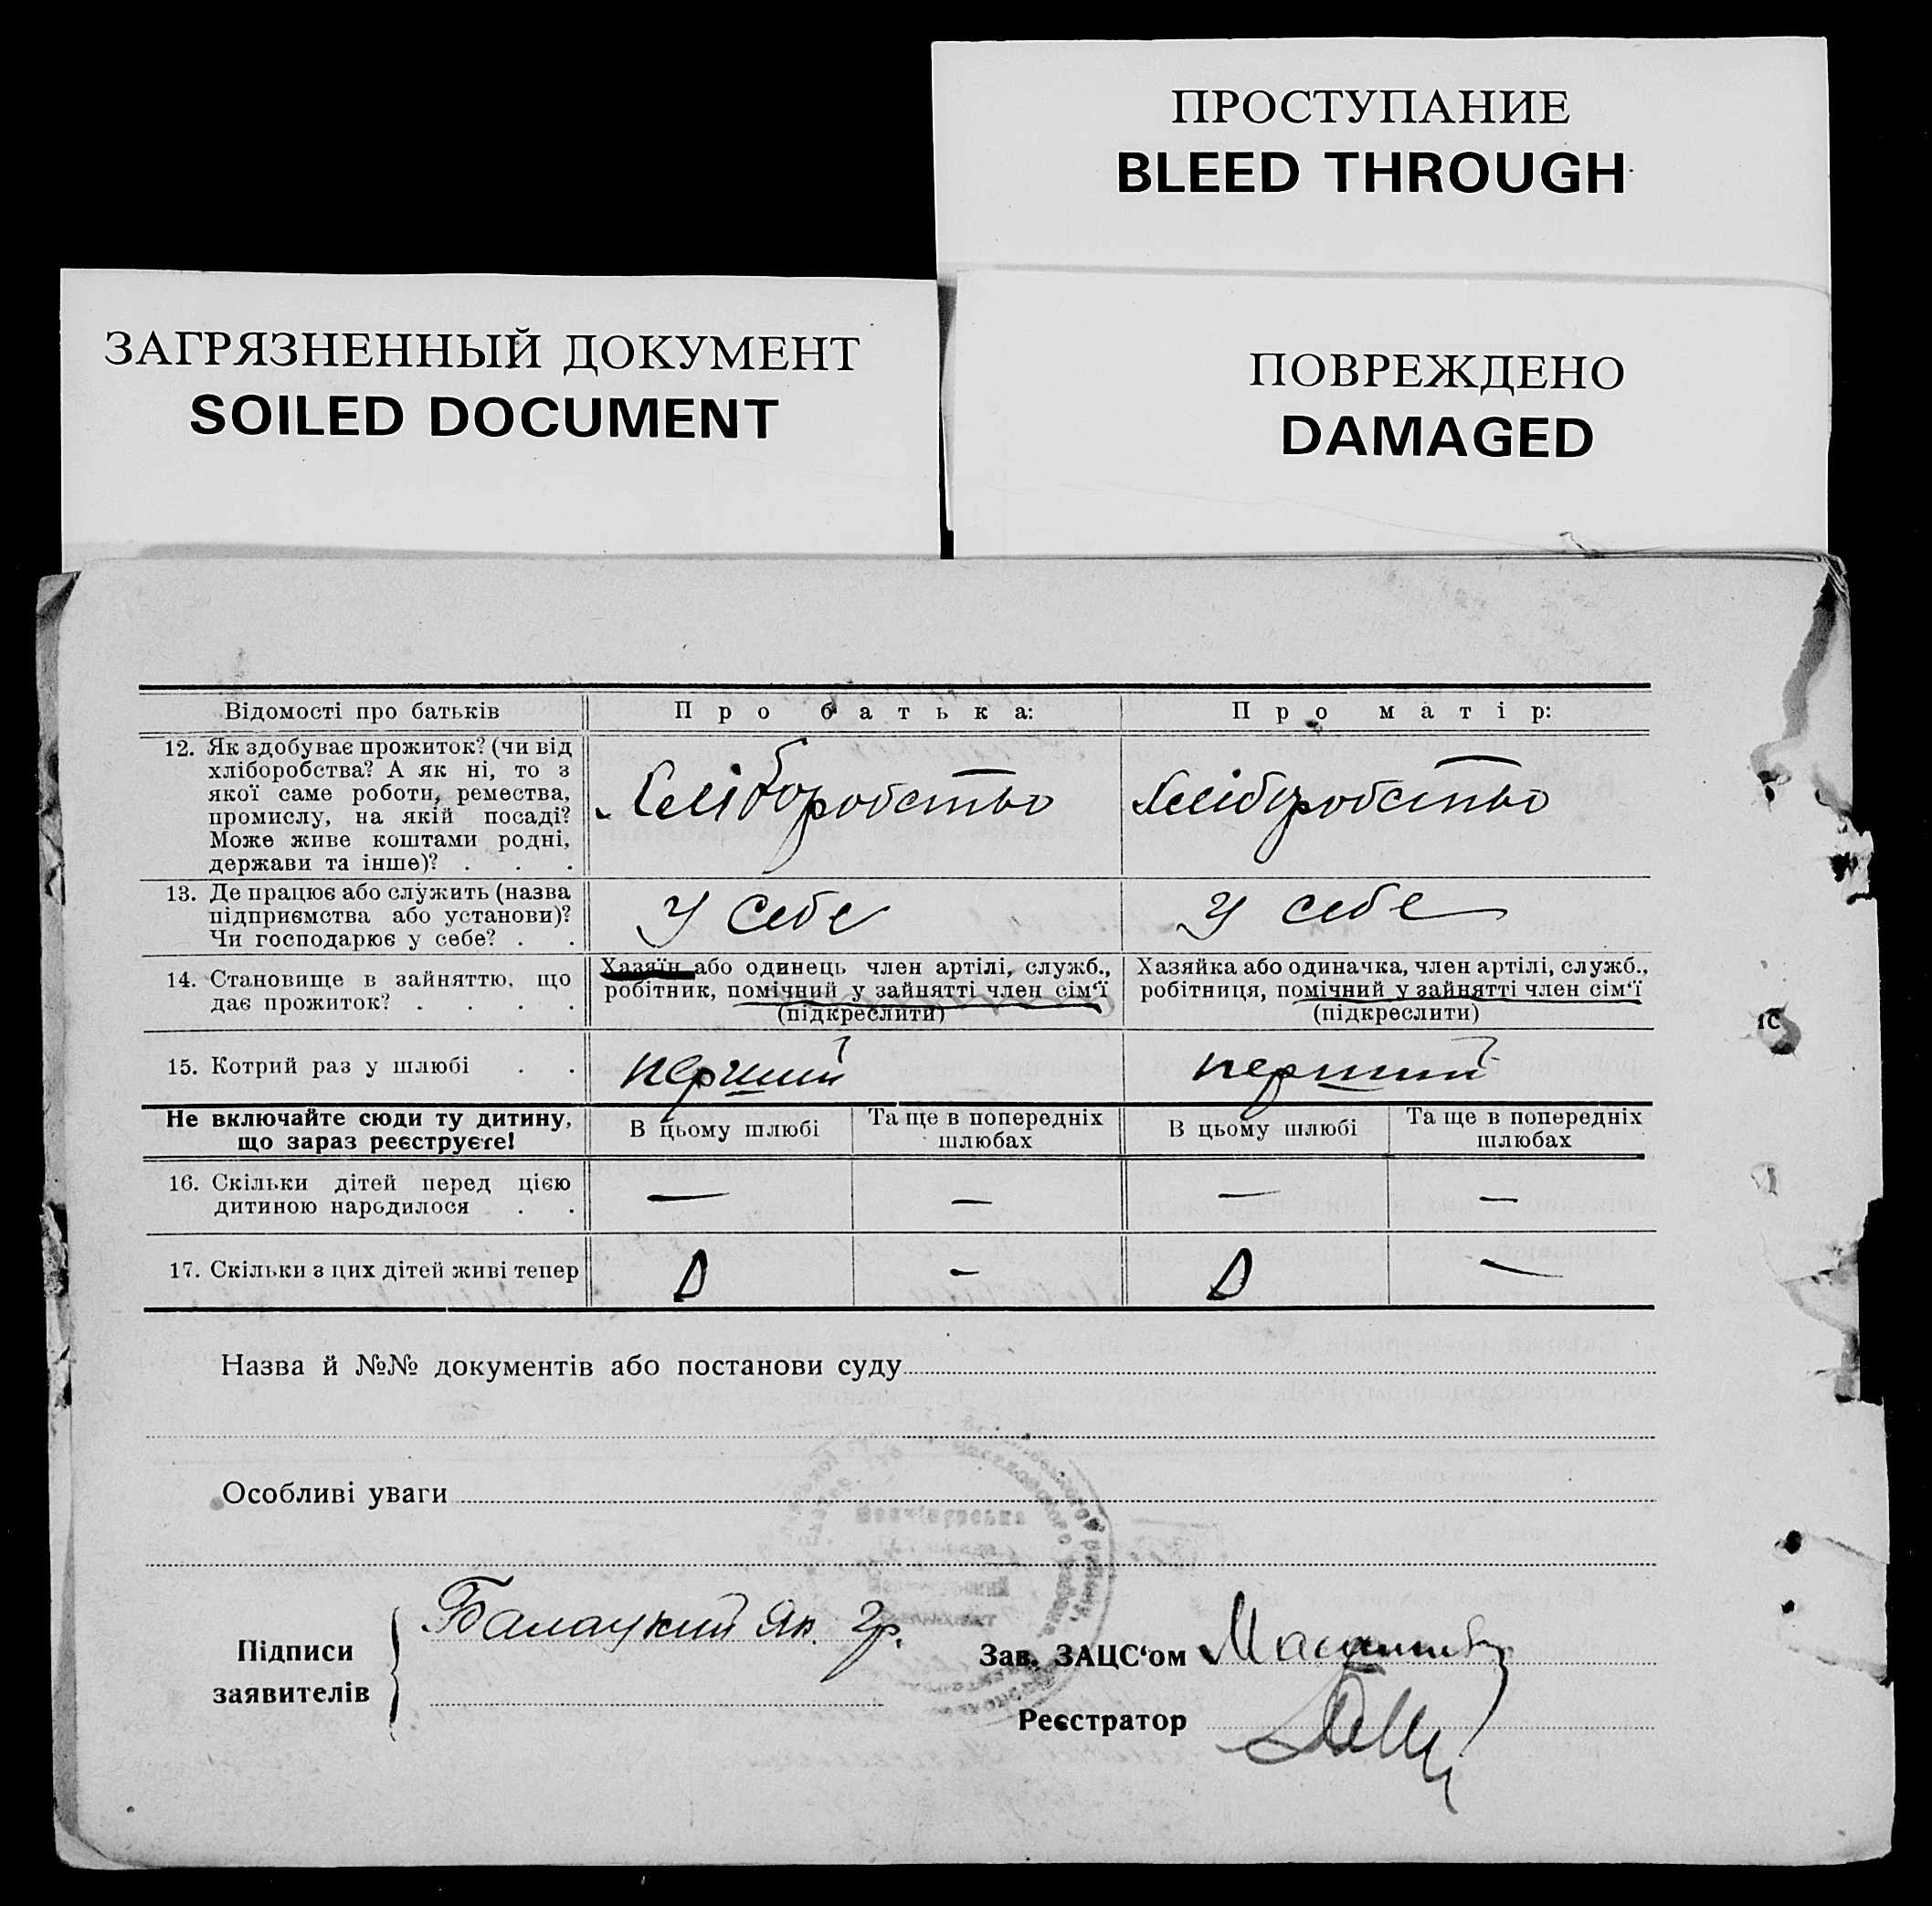 ПРОСТУПАНИЕ
BLEED THROUGH
ЗАГРЯЗНЕННЫЙ ДОКУМЕНТ
SOILED DOCUMENT
ПОВРЕЖДЕНО
DAMAGED
Відомості про батьків
Про батька:
Про матір:
12. Як здобуває прожиток? (чи від
хліборобства? А як ні, то з
якої саме роботи, ремества,
промислу, на якій посаді?
Може живе коштами родні,
держави та інше)? . . .
Хліборобство
Хліборобство
13. Де працює або служить (назва
підприємства або установи)?
Чи господарює у себе? . .
У себе
У себе
14. Становище в зайняттю, що
дає прожиток? . . . .
Хазяїн або одинець член артілі, служб.,
робітник, помічний у зайнятті член сім‘ї
(підкреслити)
Хазяйка або одиначка, член артілі, служб.,
робітниця, помічний у зайнятті член сім‘ї
(підкреслити)
15. Котрий раз у шлюбі . .
перший
перший
Не включайте сюди ту дитину,
що зараз реєструєте!
В цьому шлюбі
Та ще в попередніх
шлюбах
В цьому шлюбі
Та ще в попередніх
шлюбах
16. Скільки дітей перед цією
дитиною народилося . .
— — — —
17. Скільки з цих дітей живі тепер
0 - 0 —
Назва й №№ документів або постанови суду
Особливі уваги
Підписи
заявителів
Балацкий Як. Гр.
Зав. ЗАЦС‘ом
Реєстратор